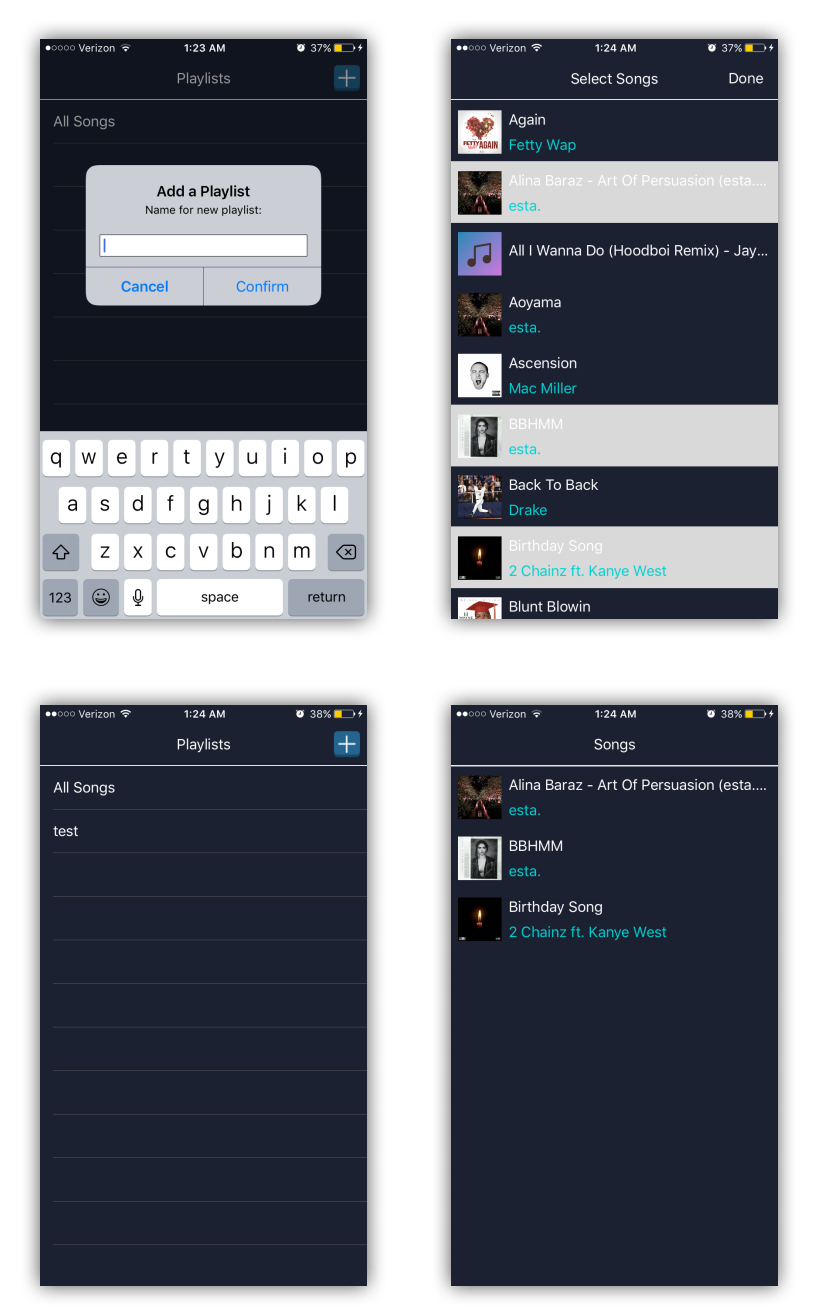 ●○○○○ Verizon 1:23 AM 37%
Playlists
All Songs
Add a Playlist
Name for new playlist:
Cancel Confirm
q w e r t y u i o p
a s d f g h j k l
z x c v b n m
123 space return
●●○○○ Verizon 1:24 AM 37%
Select Songs Done
Again
Fetty Wap
FETTY AGAIN
Alina Baraz - Art Of Persuasion (esta....
esta.
All I Wanna Do (Hoodboi Remix) - Jay...
Aoyama
esta.
Ascension
Mac Miller
BBHMM
esta.
Back To Back
Drake
Birthday Song
2 Chainz ft. Kanye West
Blunt Blowin
●●○○○ Verizon 1:24 AM 38%
Playlists
All Songs
test
●●○○○ Verizon 1:24 AM 38%
Songs
Alina Baraz - Art Of Persuasion (esta....
esta.
BBHMM
esta.
Birthday Song
2 Chainz ft. Kanye West